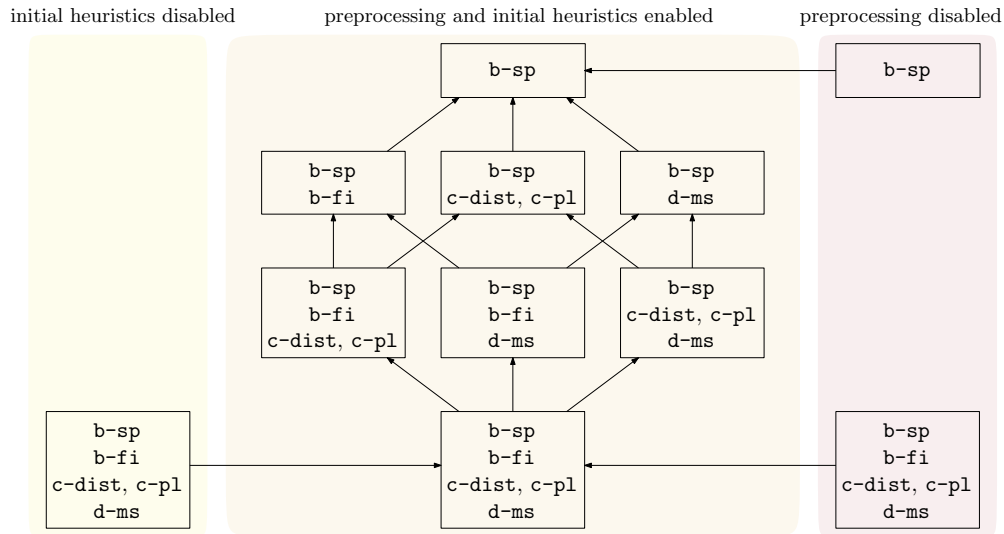 initial heuristics disabled
preprocessing and initial heuristics enabled
preprocessing disabled
b-sp
b-sp
b-sp
b-fi
b-sp
c-dist, c-pl
b-sp
d-ms
b-sp
b-fi
c-dist, c-pl
b-sp
b-fi
d-ms
b-sp
c-dist, c-pl
d-ms
b-sp
b-fi
c-dist, c-pl
d-ms
b-sp
b-fi
c-dist, c-pl
d-ms
b-sp
b-fi
c-dist, c-pl
d-ms